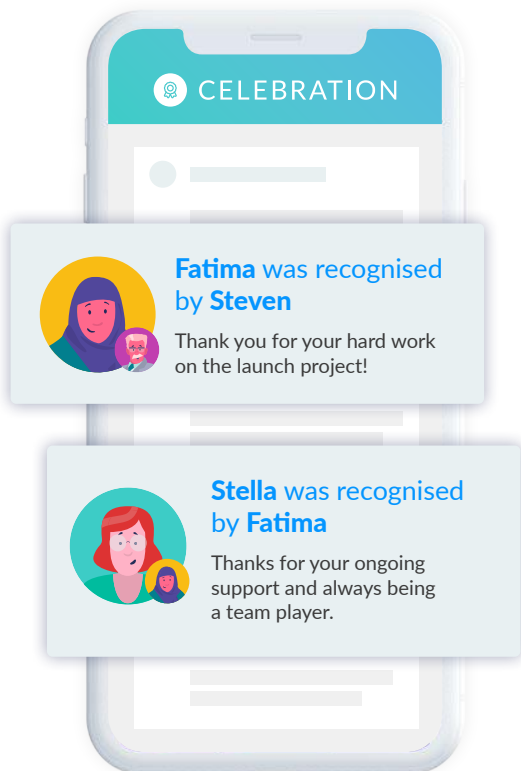 CELEBRATION
Fatima was recognised
by Steven
Thank you for your hard work
on the launch project!
Stella was recognised
by Fatima
Thanks for your ongoing
support and always being
a team player.